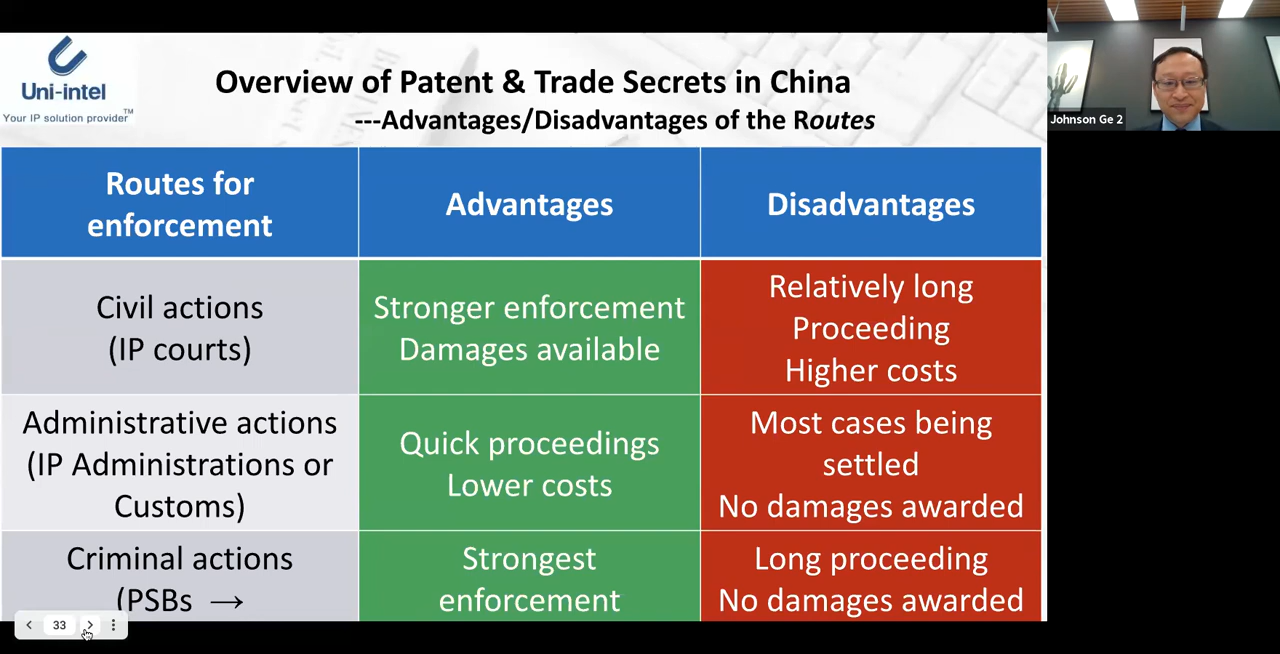 Uni-intel
Your IP solution provider™
Overview of Patent & Trade Secrets in China
---Advantages/Disadvantages of the Routes
Johnson Ge 2
Routes for
enforcement
Advantages
Disadvantages
Civil actions
(IP courts)
Stronger enforcement
Damages available
Relatively long
Proceeding
Higher costs
Administrative actions
(IP Administrations or
Customs)
Quick proceedings
Lower costs
Most cases being
settled
No damages awarded
Criminal actions
(PSBs →
Strongest
enforcement
Long proceeding
No damages awarded
33